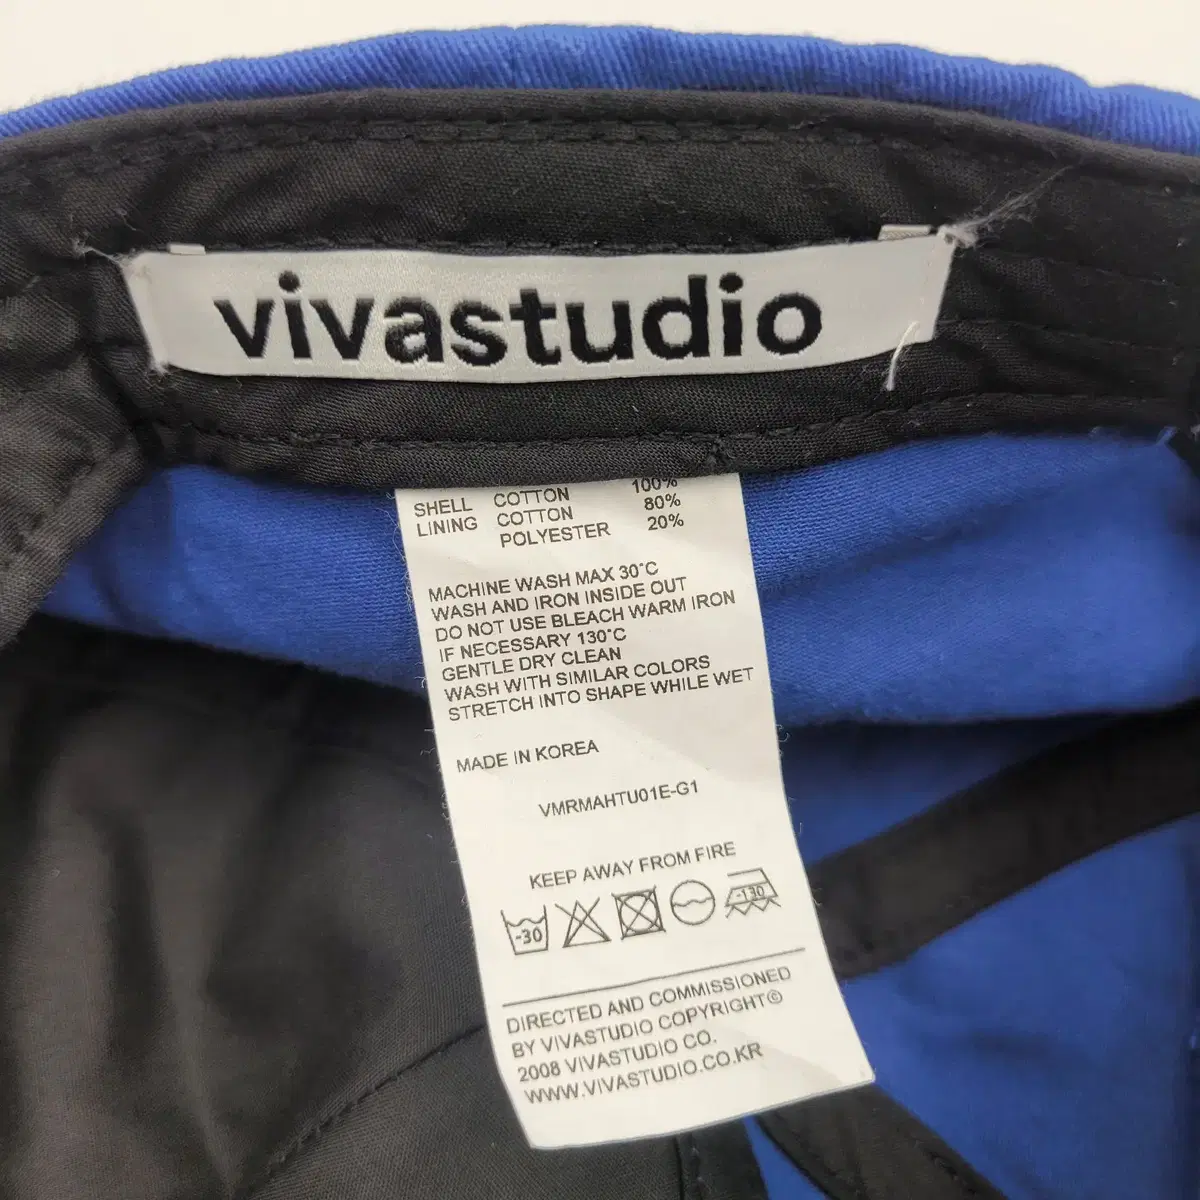 vivastudio
SHELL COTTON 100%
LINING COTTON 80%
POLYESTER 20%
MACHINE WASH MAX 30°C
WASH AND IRON INSIDE OUT
DO NOT USE BLEACH WARM IRON
IF NECESSARY 130°C
GENTLE DRY CLEAN
WASH WITH SIMILAR COLORS
STRETCH INTO SHAPE WHILE WET
MADE IN KOREA
VMRMAHTU01E-G1
KEEP AWAY FROM FIRE
-30 -130
DIRECTED AND COMMISSIONED
BY VIVASTUDIO COPYRIGHT©
2008 VIVASTUDIO CO.
WWW.VIVASTUDIO.CO.KR